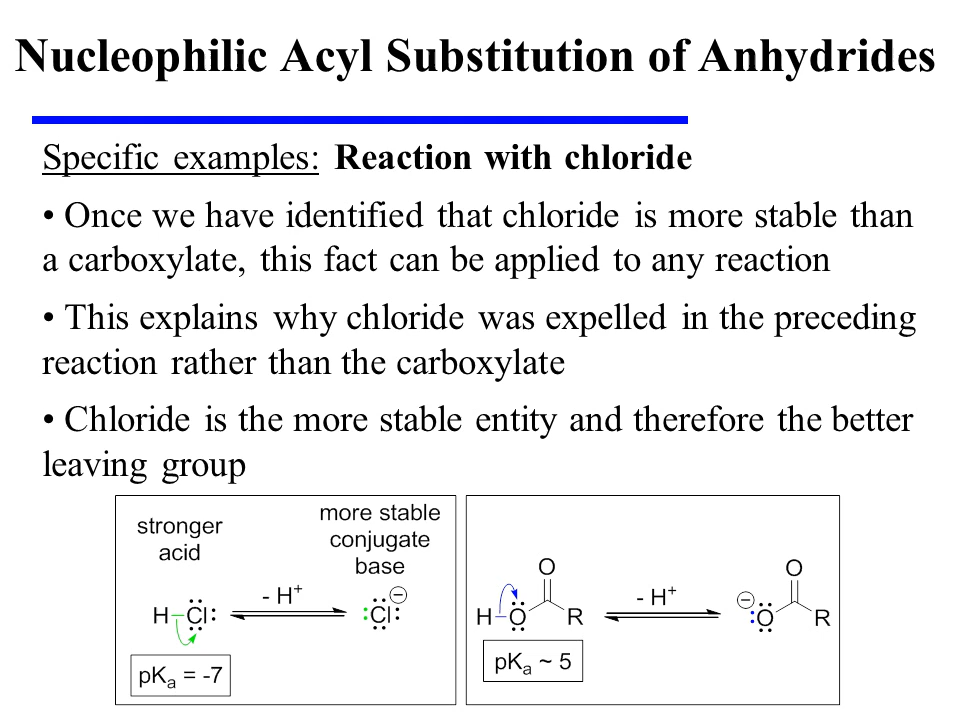 Nucleophilic Acyl Substitution of Anhydrides
Specific examples: Reaction with chloride
• Once we have identified that chloride is more stable than
a carboxylate, this fact can be applied to any reaction
• This explains why chloride was expelled in the preceding
reaction rather than the carboxylate
• Chloride is the more stable entity and therefore the better
leaving group
stronger
acid
more stable
conjugate
base
- H⁺
H Cl
Cl −
pKₐ = -7
O
H O R
- H⁺
O
− O R
pKₐ ~ 5